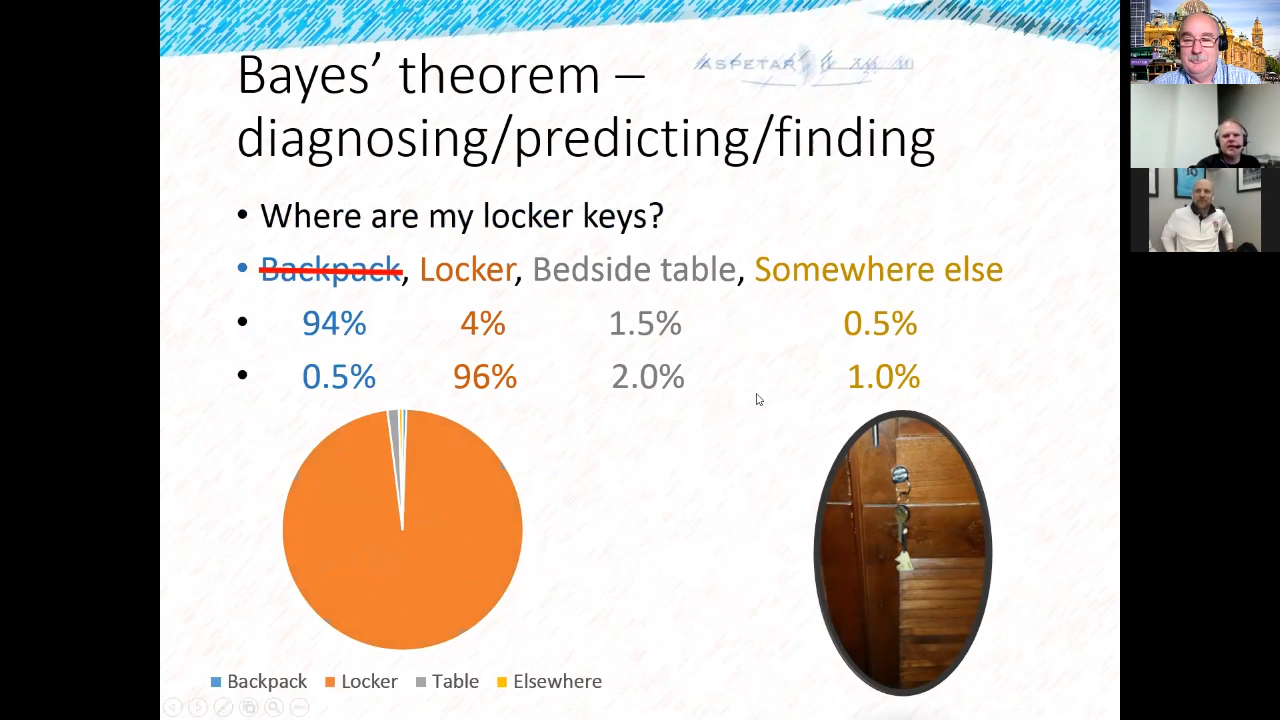 Bayes’ theorem –
diagnosing/predicting/finding
ASPETAR
• Where are my locker keys?
• Backpack, Locker, Bedside table, Somewhere else
• 94% 4% 1.5% 0.5%
• 0.5% 96% 2.0% 1.0%
Backpack Locker Table Elsewhere